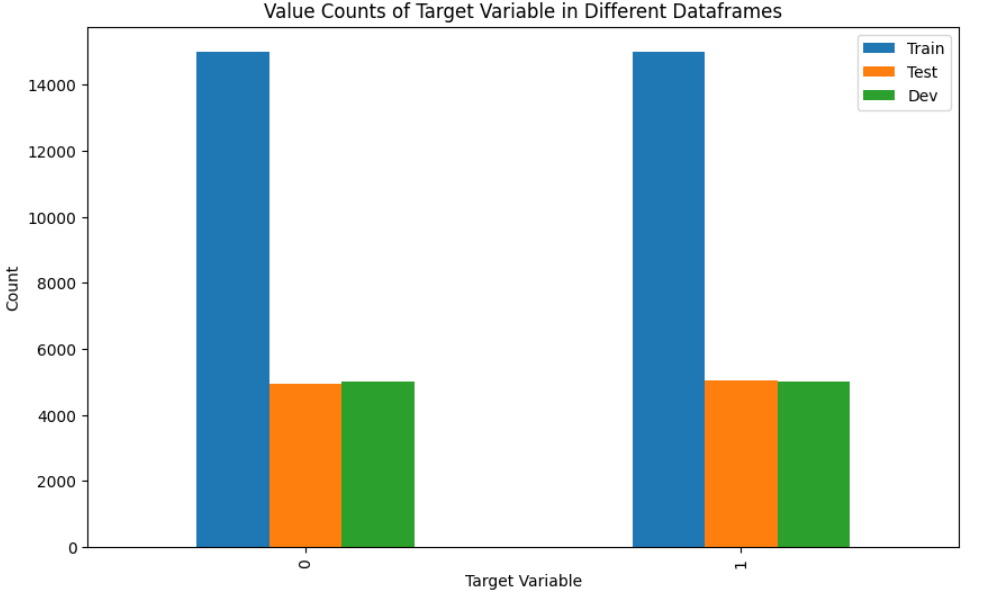 Value Counts of Target Variable in Different Dataframes
Train
Test
Dev
14000
12000
10000
8000
6000
4000
2000
0
Count
0
1
Target Variable